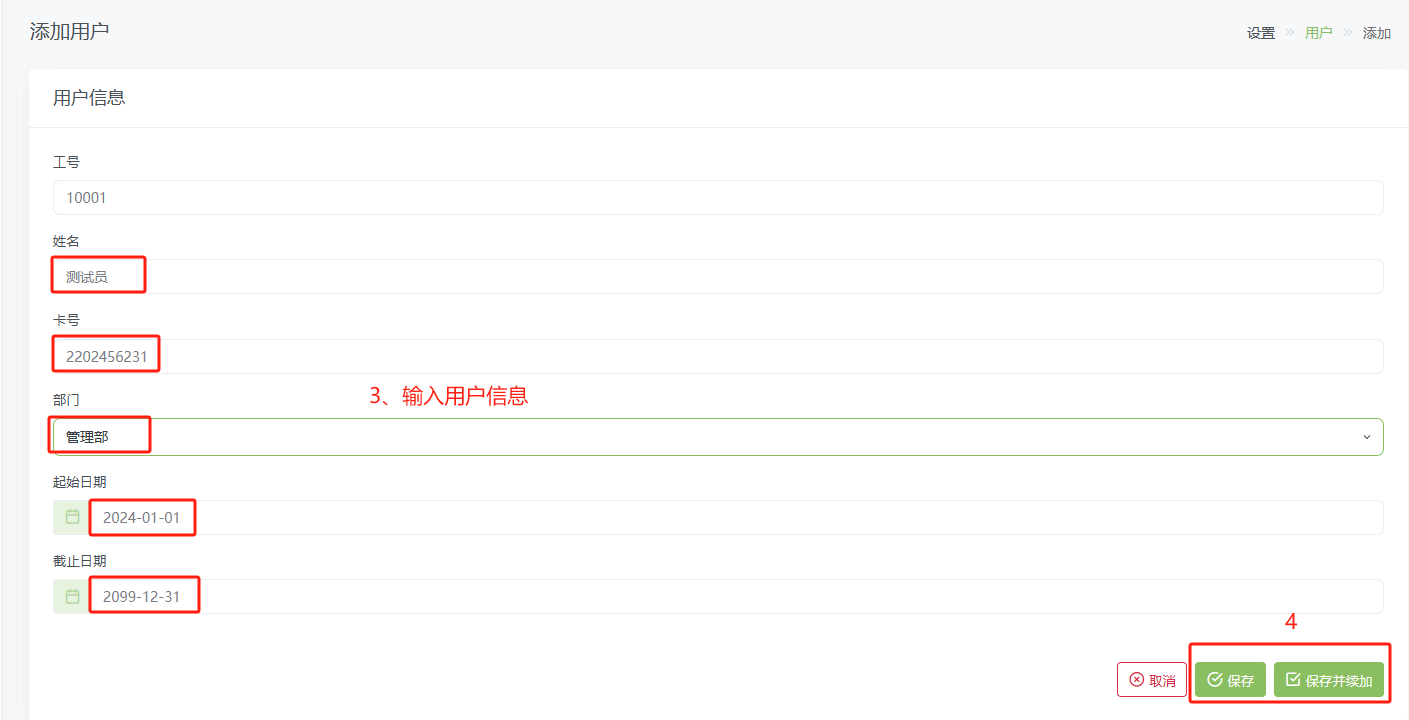 添加用户
设置 » 用户 » 添加
用户信息
工号
10001
姓名
测试员
卡号
2202456231
部门
3、输入用户信息
管理部
起始日期
2024-01-01
截止日期
2099-12-31
4
取消 保存 保存并续加